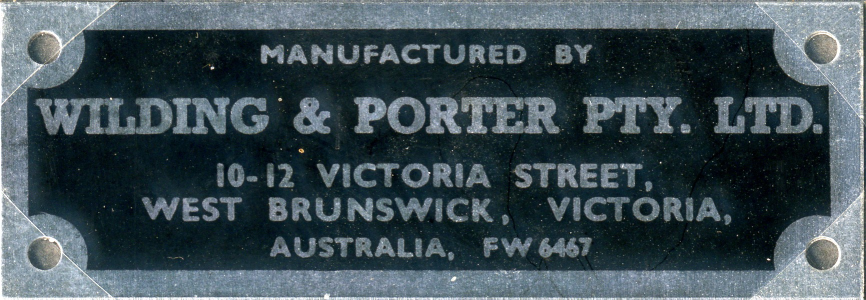 MANUFACTURED BY
WILDING & PORTER PTY. LTD.
10-12 VICTORIA STREET,
WEST BRUNSWICK, VICTORIA,
AUSTRALIA, FW 6467